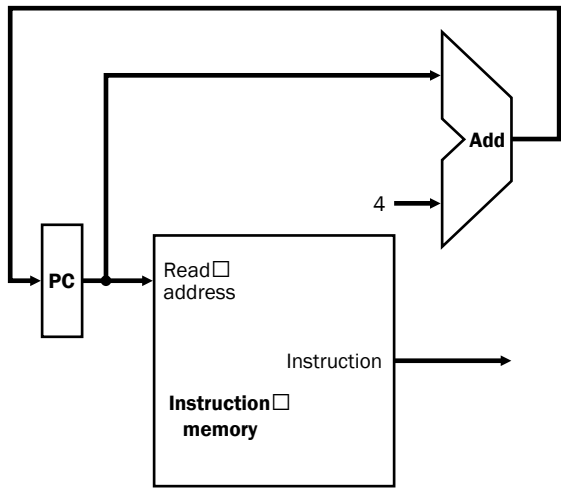 Add
4
PC
Read□
address
Instruction
Instruction□
memory